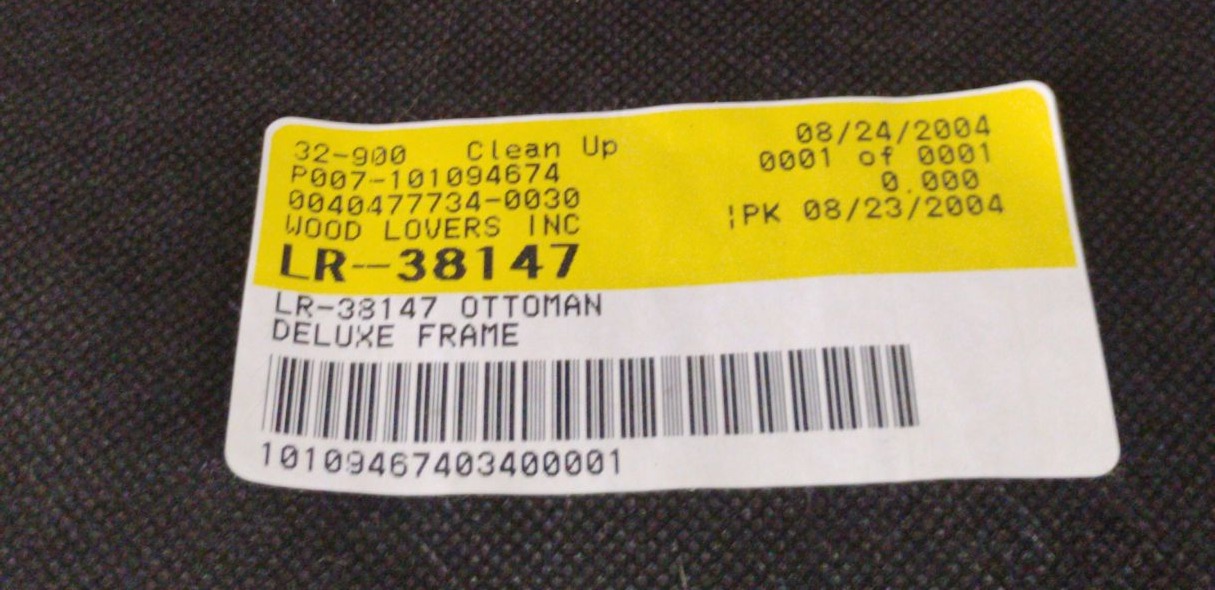 32-900 Clean Up 08/24/2004
P007-101094674 0001 of 0001
0040477734-0030 0.000
WOOD LOVERS INC ¦PK 08/23/2004
LR-38147
LR-38147 OTTOMAN
DELUXE FRAME
10109467403400001